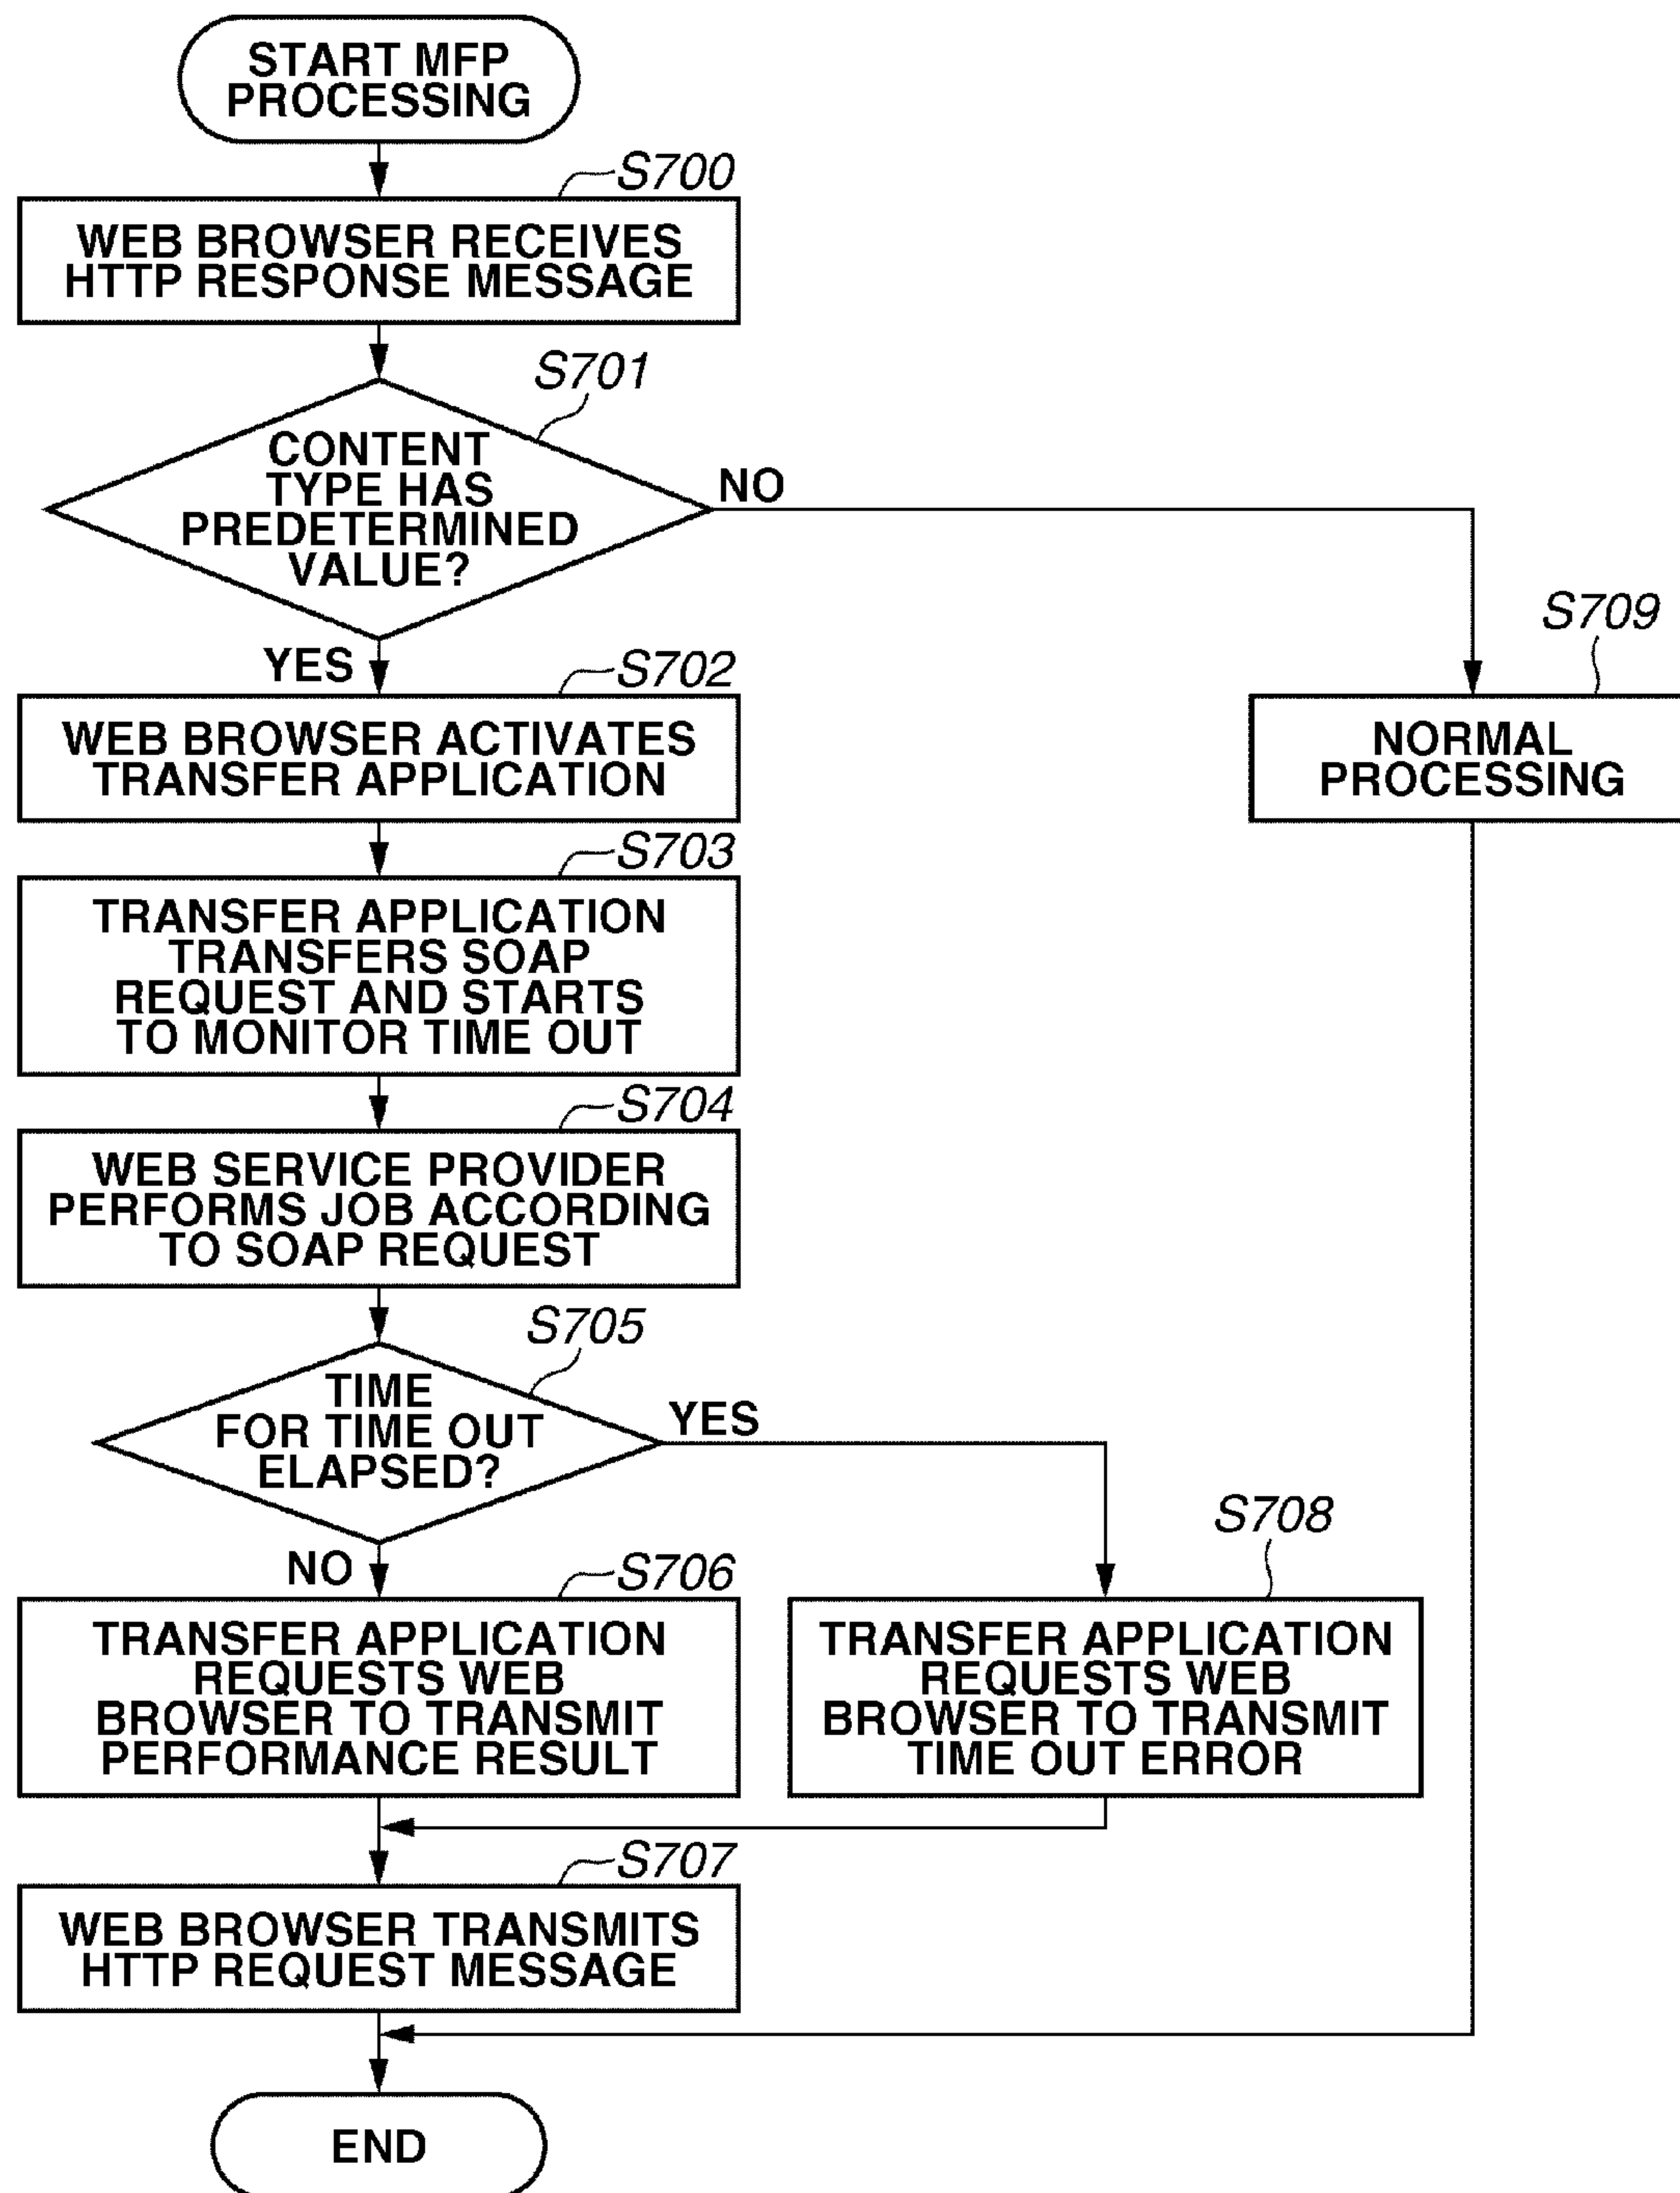 START MFP
PROCESSING
S700
WEB BROWSER RECEIVES
HTTP RESPONSE MESSAGE
S701
CONTENT
TYPE HAS
PREDETERMINED
VALUE?
NO
YES
S702
WEB BROWSER ACTIVATES
TRANSFER APPLICATION
S709
NORMAL
PROCESSING
S703
TRANSFER APPLICATION
TRANSFERS SOAP
REQUEST AND STARTS
TO MONITOR TIME OUT
S704
WEB SERVICE PROVIDER
PERFORMS JOB ACCORDING
TO SOAP REQUEST
S705
TIME
FOR TIME OUT
ELAPSED?
YES
NO
S706
TRANSFER APPLICATION
REQUESTS WEB
BROWSER TO TRANSMIT
PERFORMANCE RESULT
S708
TRANSFER APPLICATION
REQUESTS WEB
BROWSER TO TRANSMIT
TIME OUT ERROR
S707
WEB BROWSER TRANSMITS
HTTP REQUEST MESSAGE
END